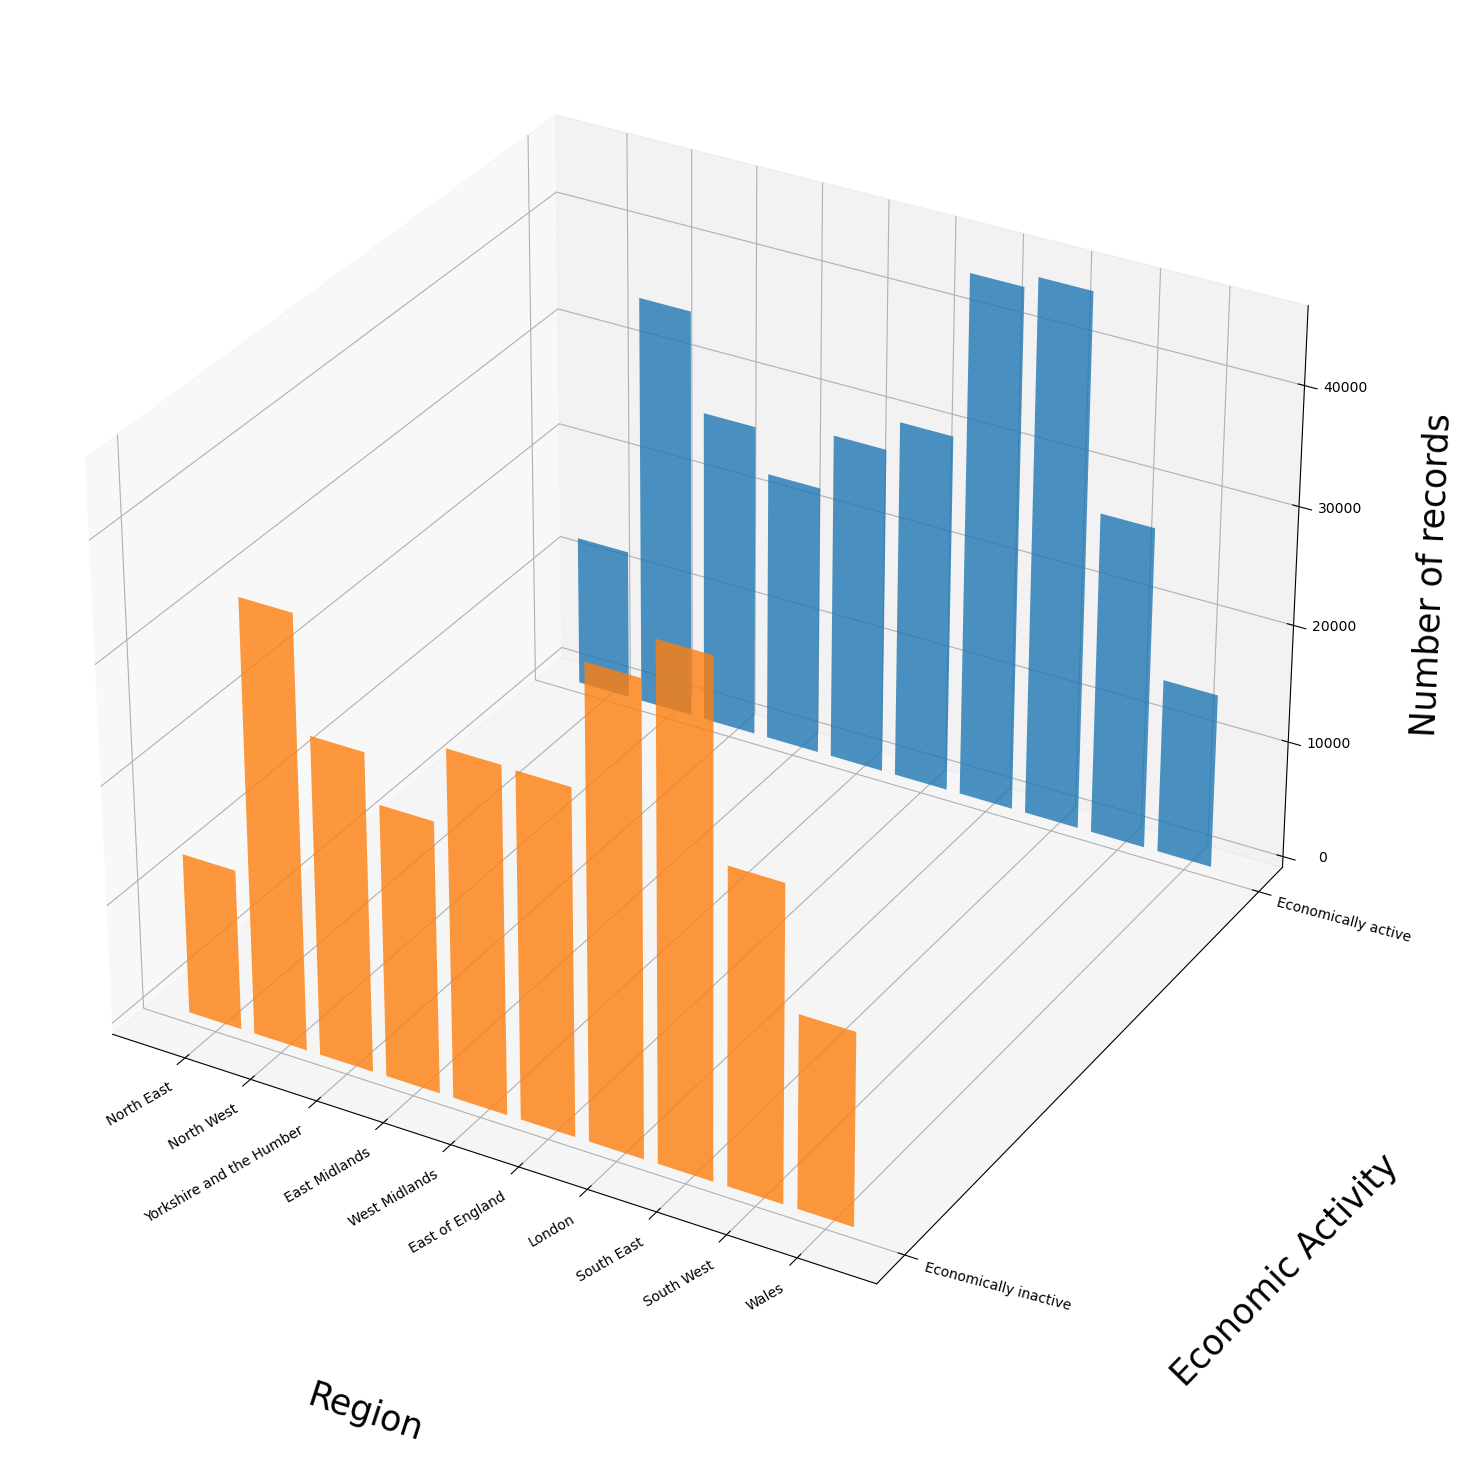 40000
30000
20000
10000
0
Number of records
Economically active
Economically inactive
Economic Activity
North East
North West
Yorkshire and the Humber
East Midlands
West Midlands
East of England
London
South East
South West
Wales
Region